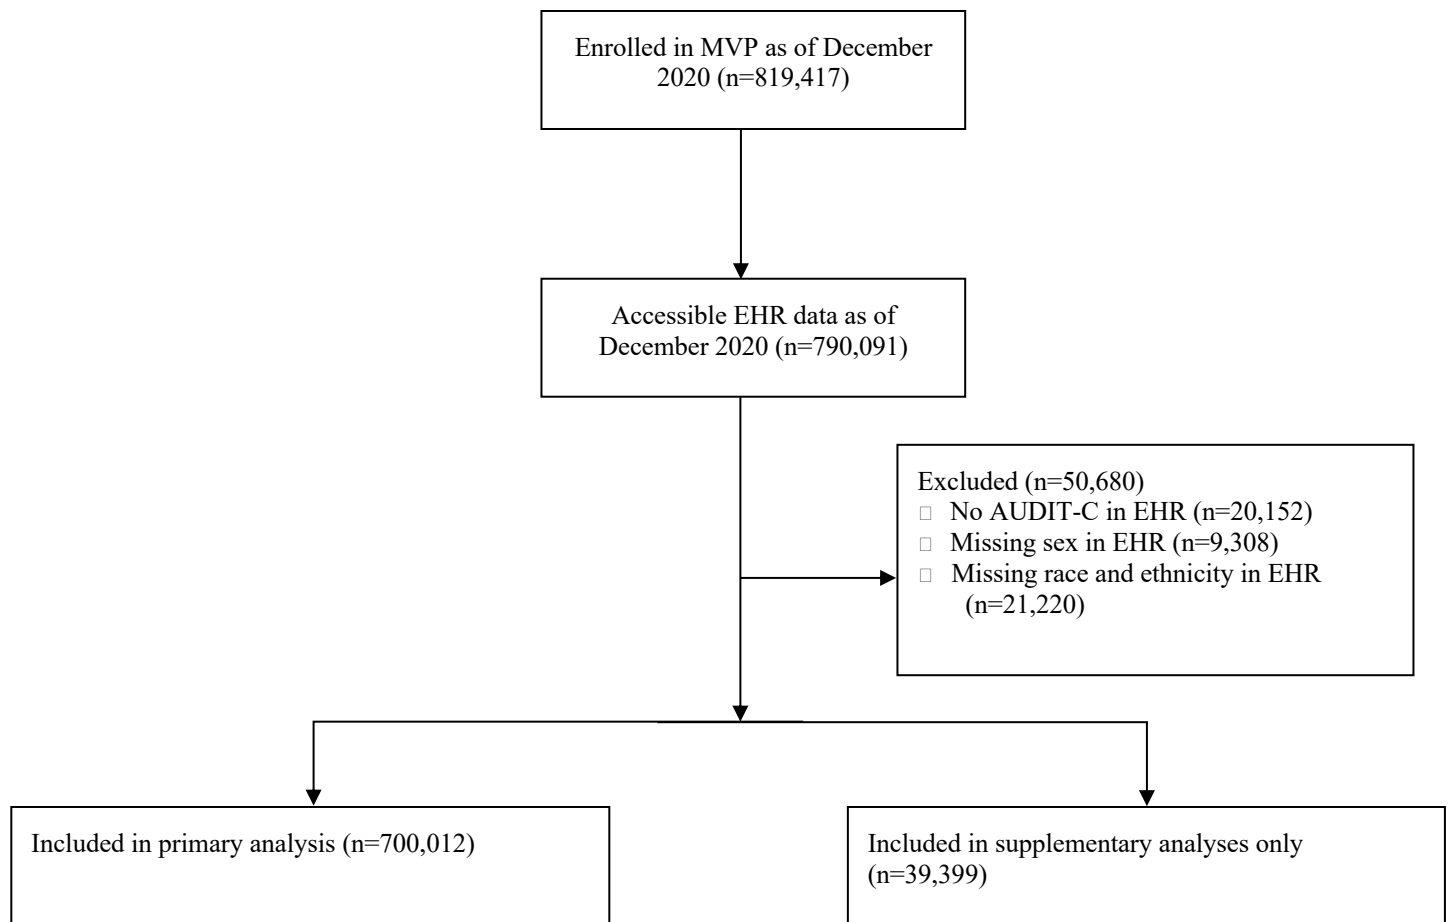 Enrolled in MVP as of December
2020 (n=819,417)
Accessible EHR data as of
December 2020 (n=790,091)
Excluded (n=50,680)
No AUDIT-C in EHR (n=20,152)
Missing sex in EHR (n=9,308)
Missing race and ethnicity in EHR
(n=21,220)
Included in primary analysis (n=700,012)
Included in supplementary analyses only
(n=39,399)